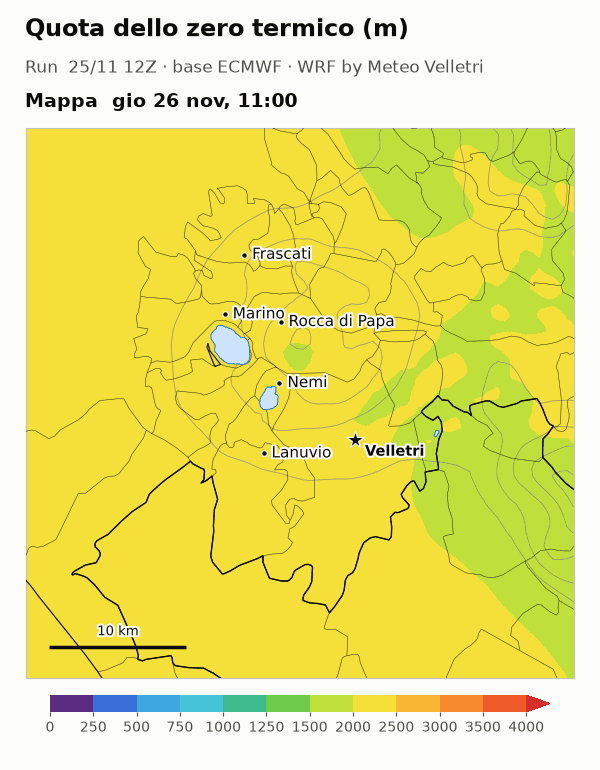 Quota dello zero termico (m)
Run  25/11 12Z · base ECMWF · WRF by Meteo Velletri
Mappa  gio 26 nov, 11:00
Frascati
Marino
Rocca di Papa
Nemi
Velletri
Lanuvio
10 km
0 250 500 750 1000 1250 1500 2000 2500 3000 3500 4000